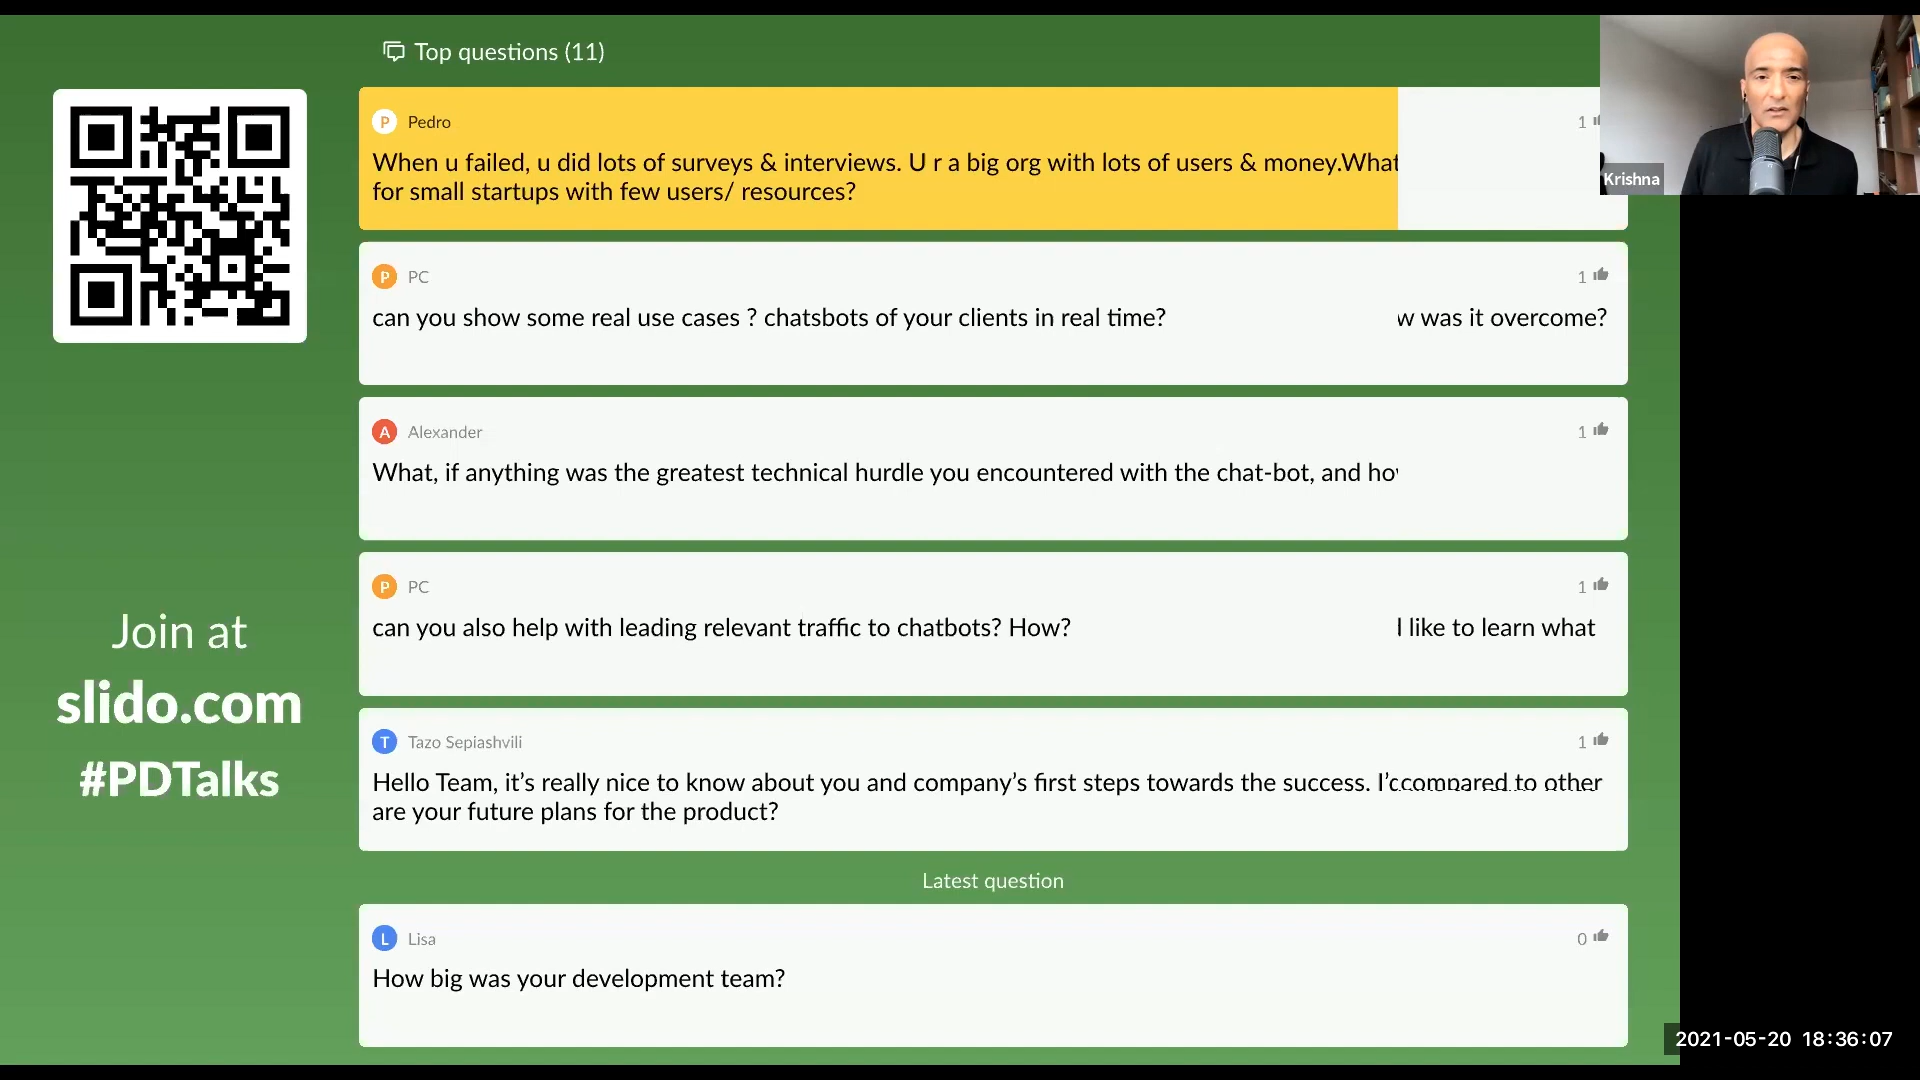 Top questions (11)
P Pedro 1
When u failed, u did lots of surveys & interviews. U r a big org with lots of users & money.What
for small startups with few users/ resources?
Krishna
P PC 1
can you show some real use cases ? chatsbots of your clients in real time? w was it overcome?
A Alexander 1
What, if anything was the greatest technical hurdle you encountered with the chat-bot, and how
P PC 1
can you also help with leading relevant traffic to chatbots? How? l like to learn what
Join at
slido.com
#PDTalks
T Tazo Sepiashvili 1
Hello Team, it’s really nice to know about you and company’s first steps towards the success. I’c compared to other
are your future plans for the product?
Latest question
L Lisa 0
How big was your development team?
2021-05-20 18:36:07